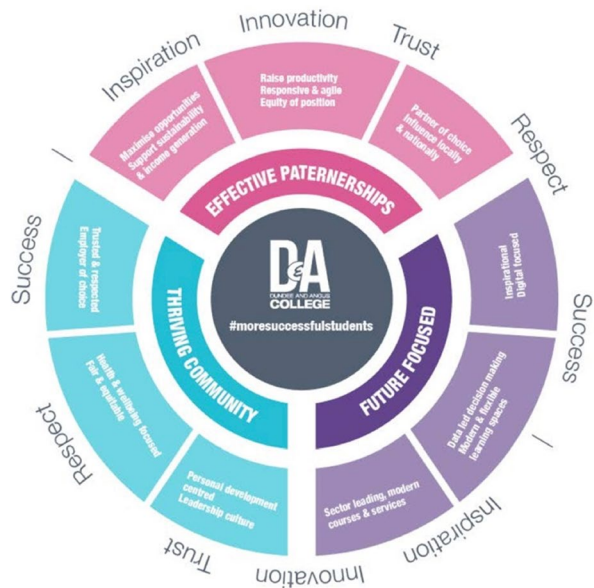 Inspiration
Innovation
Trust
Respect
Success
/
Inspiration
Innovation
Trust
Respect
Success
/
Maximise opportunities
Support sustainability
& income generation
Raise productivity
Responsive & agile
Equity of position
Partner of choice
Influence locally
& nationally
EFFECTIVE PATERNERSHIPS
Inspirational
Digital focused
Data led decision making
Modern & flexible
learning spaces
Sector leading, modern
courses & services
FUTURE FOCUSED
Personal development
centred
Leadership culture
Health & wellbeing focused
Fair & equitable
Trusted & respected
Employer of choice
THRIVING COMMUNITY
D&A
DUNDEE AND ANGUS
COLLEGE
#moresuccessfulstudents